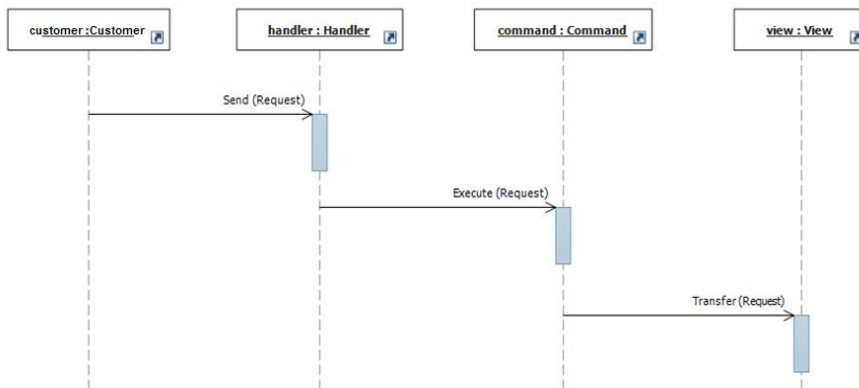 customer :Customer
handler : Handler
command : Command
view : View
Send (Request)
Execute (Request)
Transfer (Request)